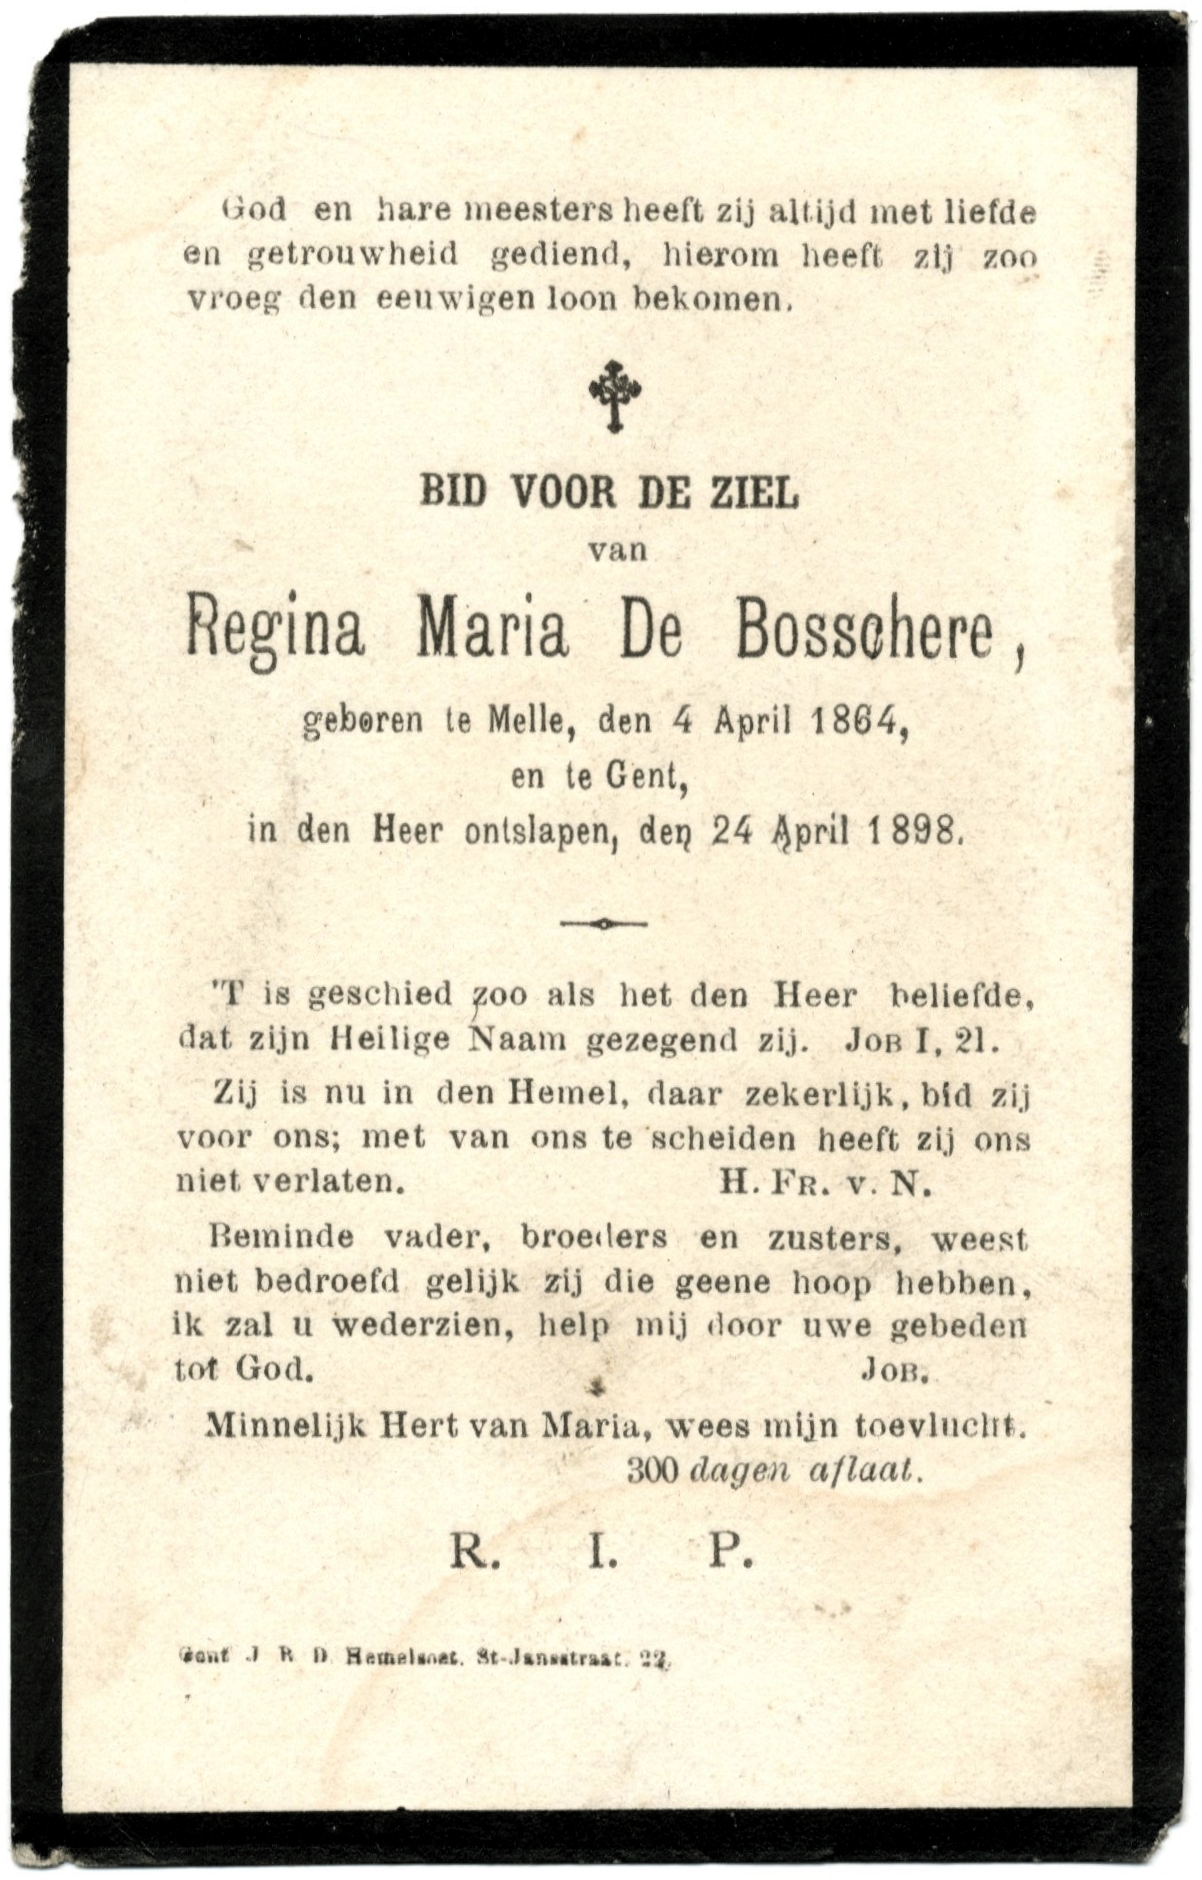 God en hare meesters heeft zij altijd met liefde
en getrouwheid gediend, hierom heeft zij zoo
vroeg den eeuwigen loon bekomen.
BID VOOR DE ZIEL
van
Regina Maria De Bosschere,
geboren te Melle, den 4 April 1864,
en te Gent,
in den Heer ontslapen, den 24 April 1898.
'T is geschied zoo als het den Heer beliefde,
dat zijn Heilige Naam gezegend zij. JOB I, 21.
Zij is nu in den Hemel, daar zekerlijk, bid zij
voor ons; met van ons te scheiden heeft zij ons
niet verlaten. H. FR. V. N.
Beminde vader, broeders en zusters, weest
niet bedroefd gelijk zij die geene hoop hebben,
ik zal u wederzien, help mij door uwe gebeden
tot God. JOB.
Minnelijk Hert van Maria, wees mijn toevlucht.
300 dagen aflaat.
R. I. P.
Gent J B D Hemelsoet. St-Jansstraat. 22,